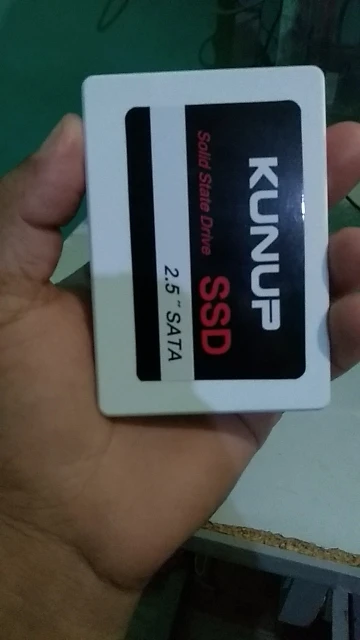 KUNUP
Solid State Drive SSD
2.5" SATA